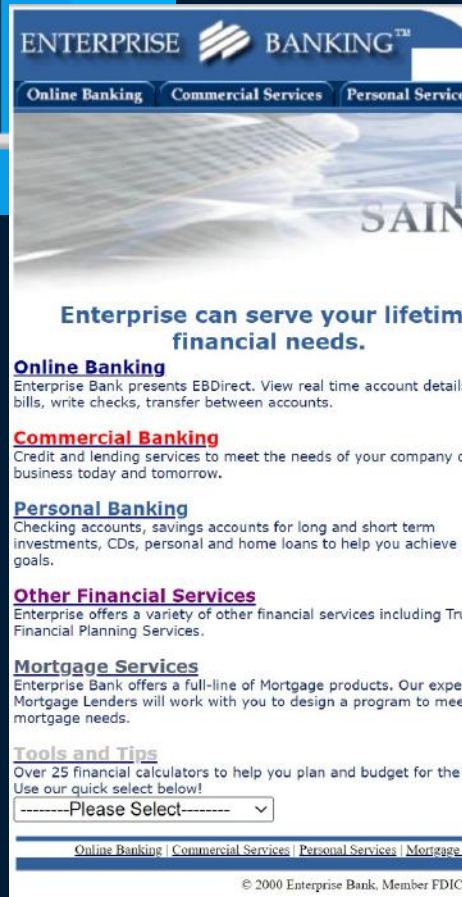 ENTERPRISE BANKING™
Online Banking Commercial Services Personal
SAIN
Enterprise can serve your
financial needs.
Online Banking
Enterprise Bank presents EBDirect. View real time account
bills, write checks, transfer between accounts.
Commercial Banking
Credit and lending services to meet the needs of your company
business today and tomorrow.
Personal Banking
Checking accounts, savings accounts for long and short term
investments, CDs, personal and home loans to help you achieve
goals.
Other Financial Services
Enterprise offers a variety of other financial services including
Financial Planning Services.
Mortgage Services
Enterprise Bank offers a full-line of Mortgage products. Our
Mortgage Lenders will work with you to design a program to
mortgage needs.
Tools and Tips
Over 25 financial calculators to help you plan and budget for the
Use our quick select below!
--------Please Select--------
Online Banking | Commercial Services | Personal Services | Mortgage
© 2000 Enterprise Bank, Member FDIC